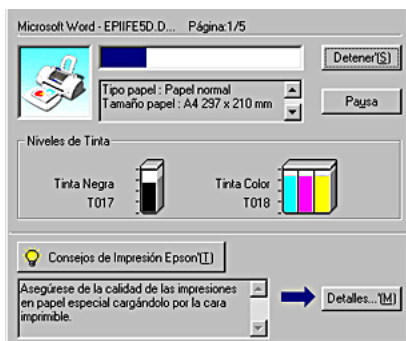 Microsoft Word - EPIIFE5D.D... Página:1/5
Detener'(S)
Tipo papel : Papel normal
Tamaño papel : A4 297 x 210 mm
Pausa
Niveles de Tinta
Tinta Negra
T017
Tinta Color
T018
Consejos de Impresión Epson'(T)
Asegúrese de la calidad de las impresiones
en papel especial cargándolo por la cara
imprimible.
Detalles...'(M)